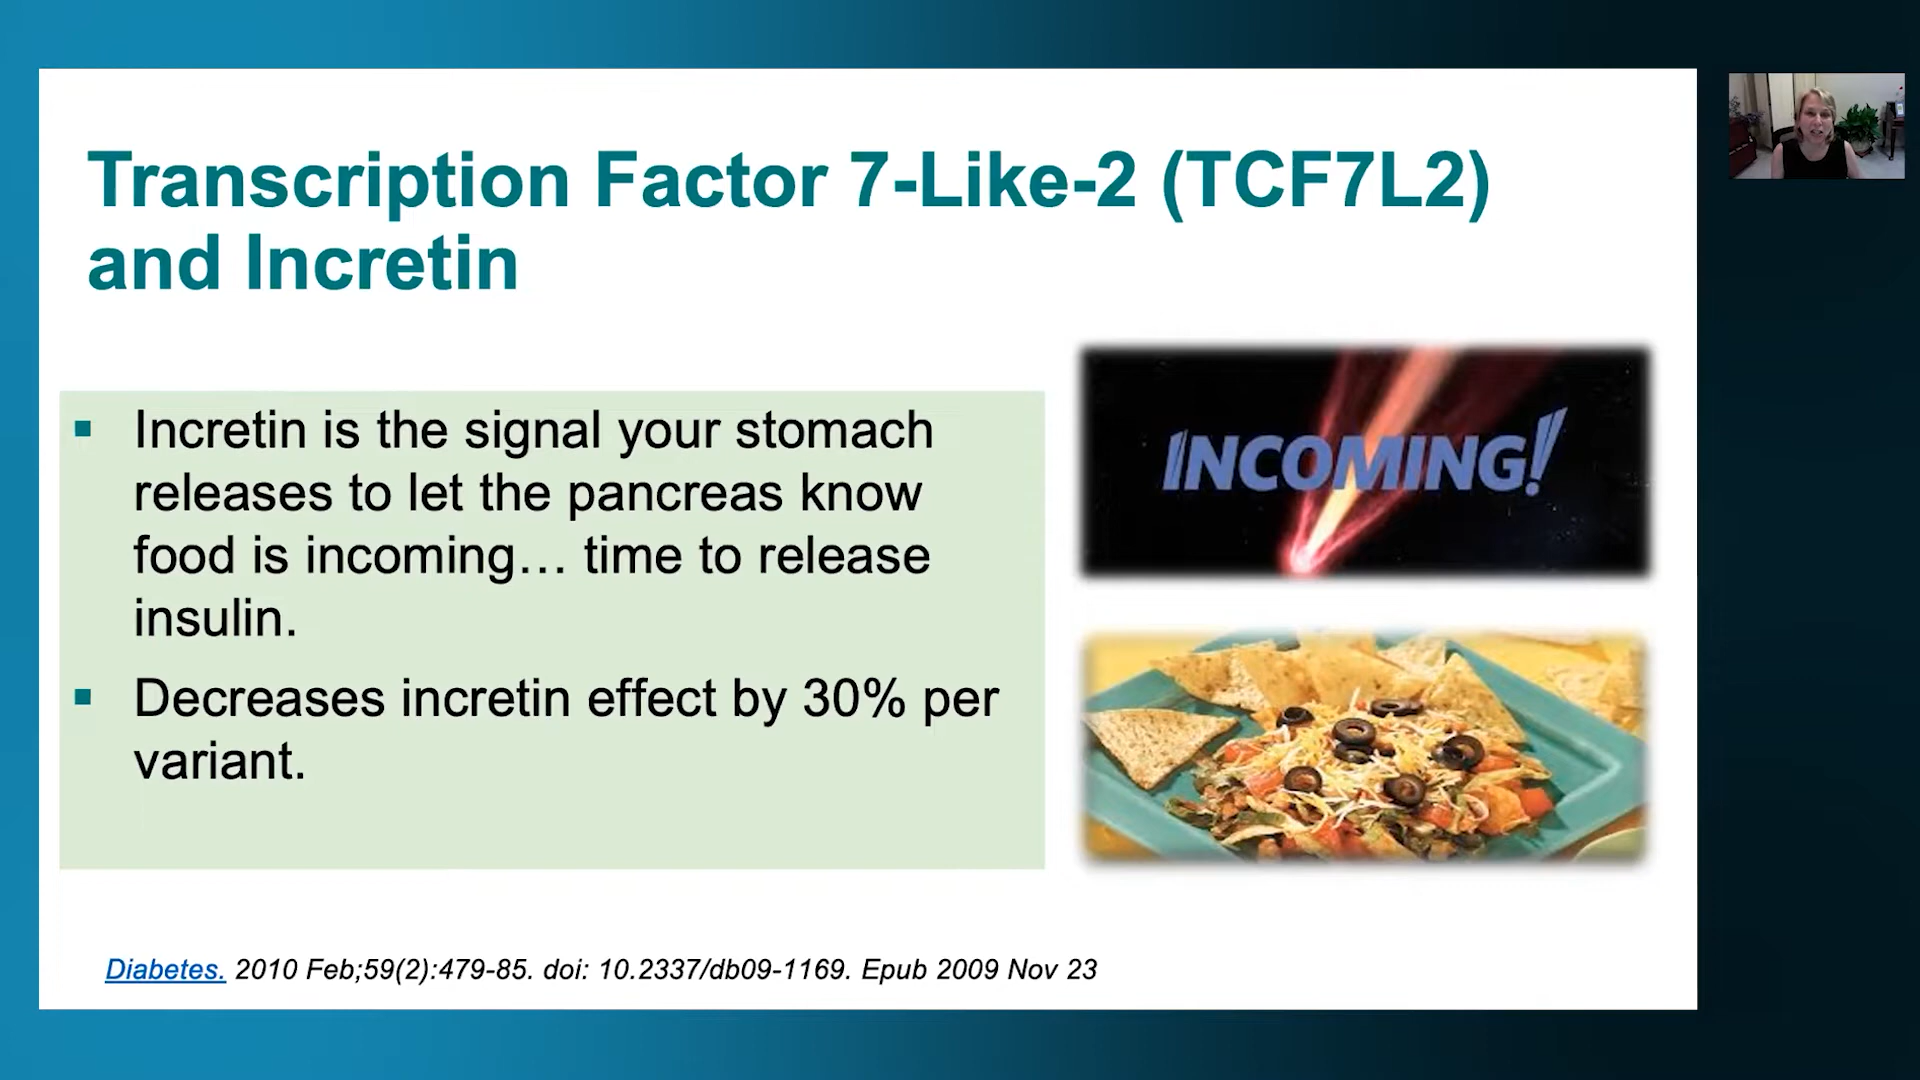 Transcription Factor 7-Like-2 (TCF7L2)
and Incretin
▪ Incretin is the signal your stomach
releases to let the pancreas know
food is incoming… time to release
insulin.
▪ Decreases incretin effect by 30% per
variant.
INCOMING!
Diabetes. 2010 Feb;59(2):479-85. doi: 10.2337/db09-1169. Epub 2009 Nov 23